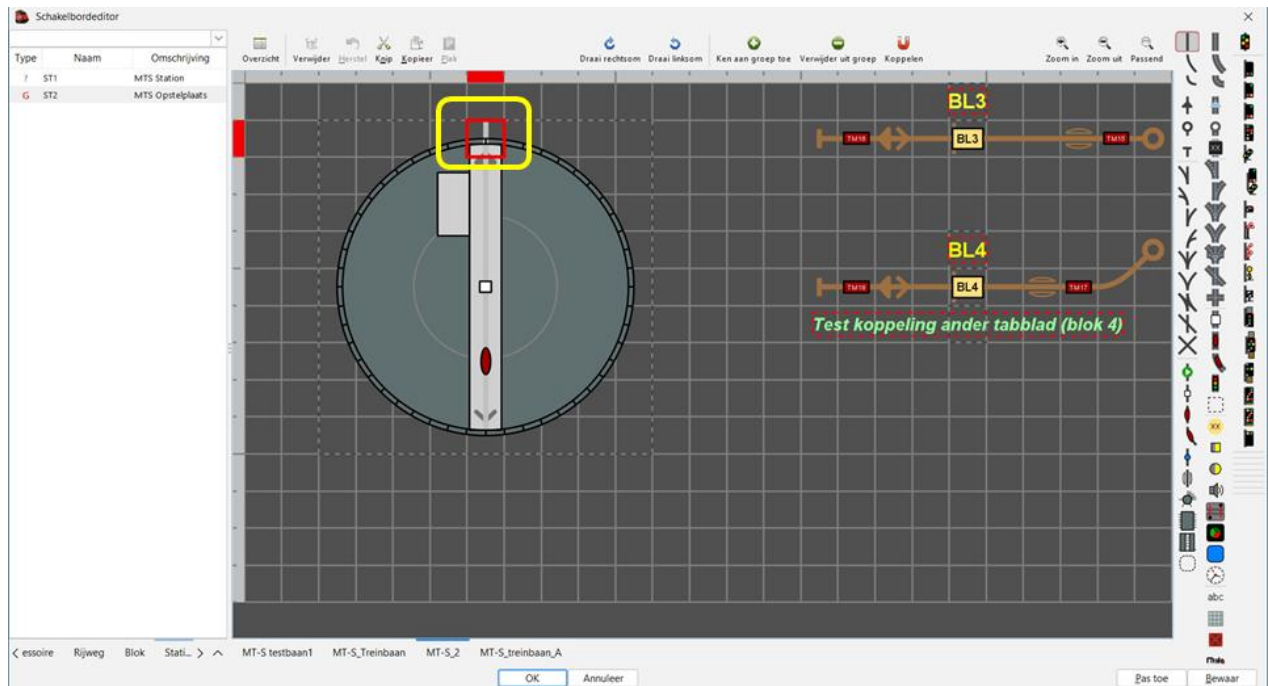 Schakelbordeditor
Type Naam Omschrijving
? ST1 MTS Station
G ST2 MTS Opstelplaats
Overzicht Verwijder Herstel Knip Kopieer Plak Draai rechtsom Draai linksom Ken aan groep toe Verwijder uit groep Koppelen Zoom in Zoom uit Passend
BL3
TM16 BL3 TM15
BL4
TM18 BL4 TM17
Test koppeling ander tabblad (blok 4)
XX
XX
abc
< essoire Rijweg Blok Stati... > MT-S testbaan1 MT-S_Treinbaan MT-S_2 MT-S_treinbaan_A
OK Annuleer Pas toe Bewaar